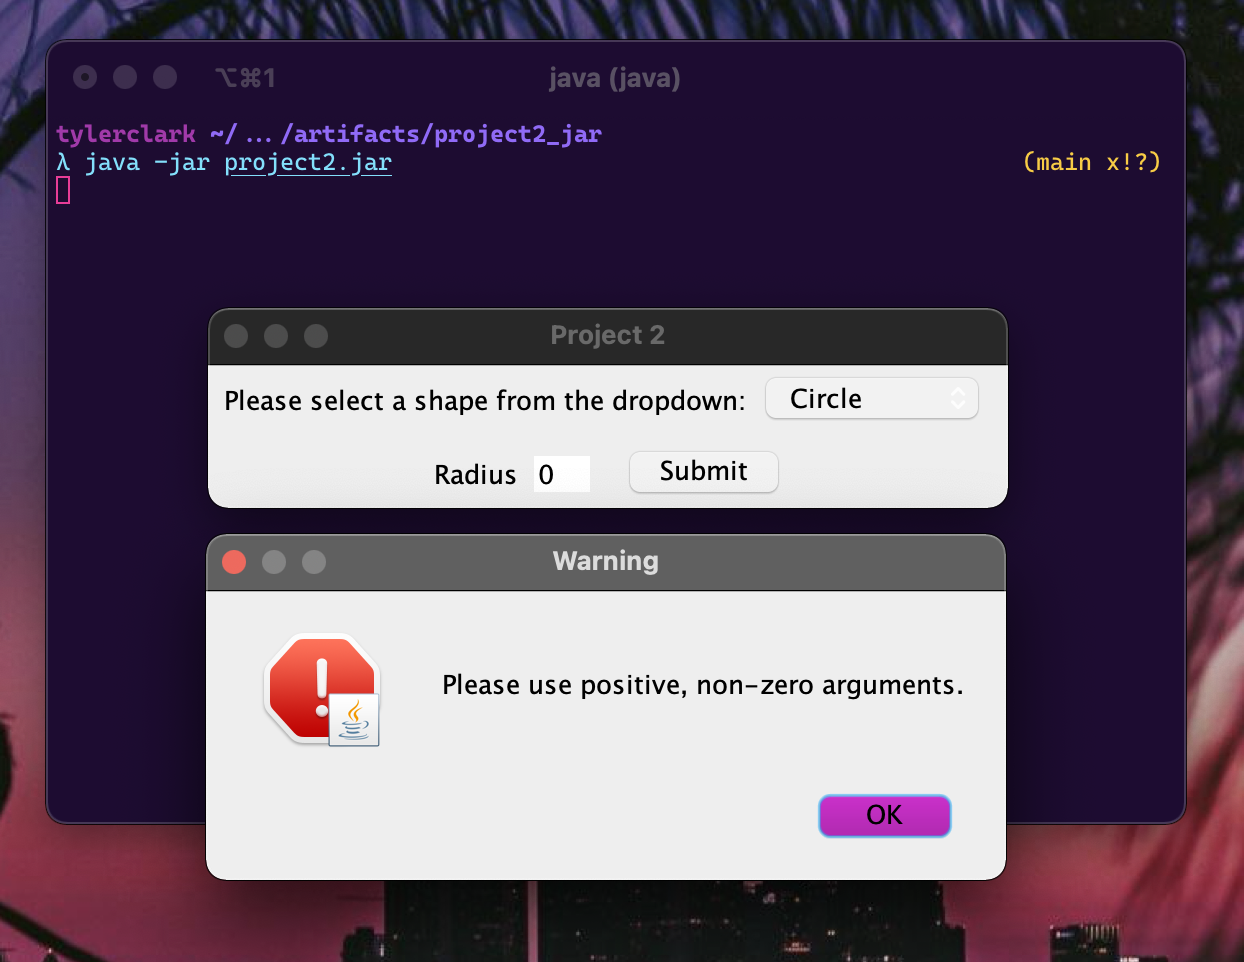 ⌥⌘1 java (java)
tylerclark ~/ ... /artifacts/project2_jar
λ java -jar project2.jar (main x!?)
Project 2
Please select a shape from the dropdown: Circle
Radius 0 Submit
Warning
Please use positive, non-zero arguments.
OK